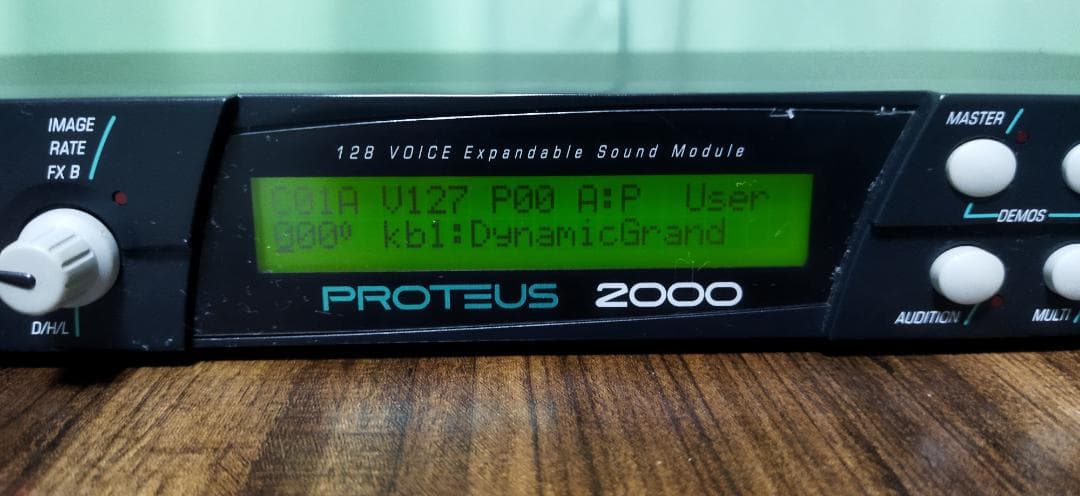 IMAGE
RATE
FX B
D/H/L
128 VOICE Expandable Sound Module
C01A V127 P00 A:P User
000⁰ kb1:DynamicGrand
PROTEUS 2000
MASTER
DEMOS
AUDITION
MULTI